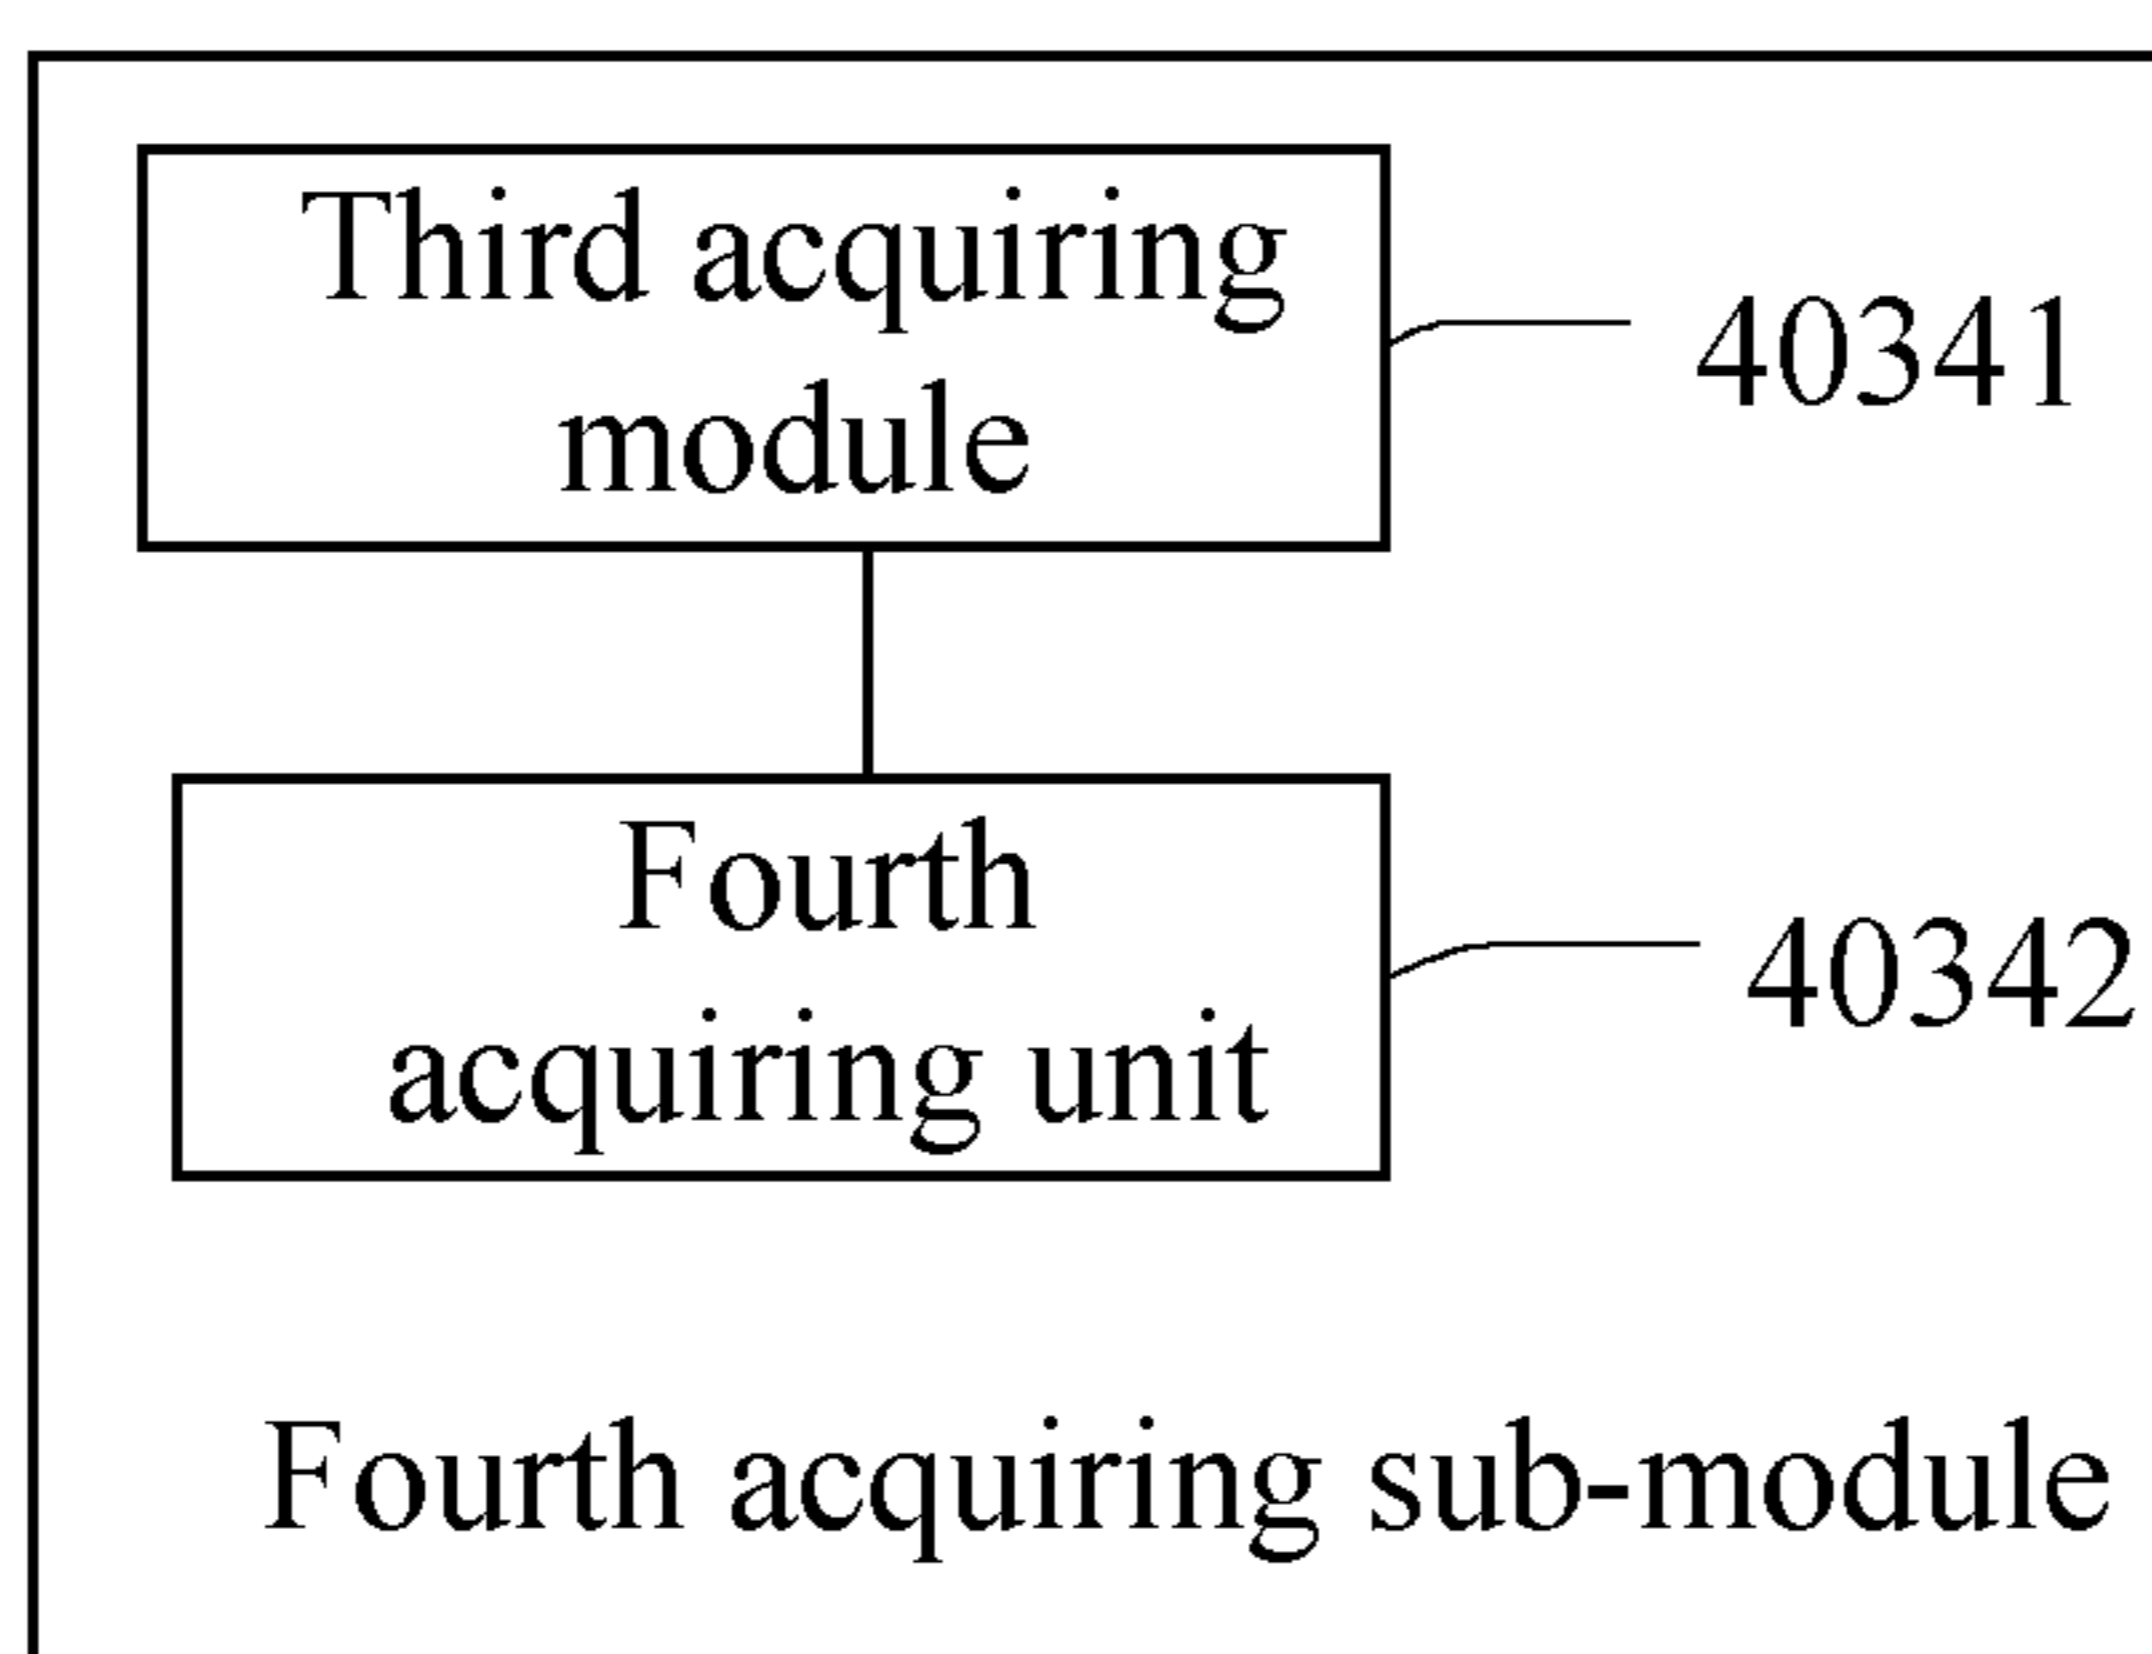 Third acquiring
module
40341
Fourth
acquiring unit
40342
Fourth acquiring sub-module